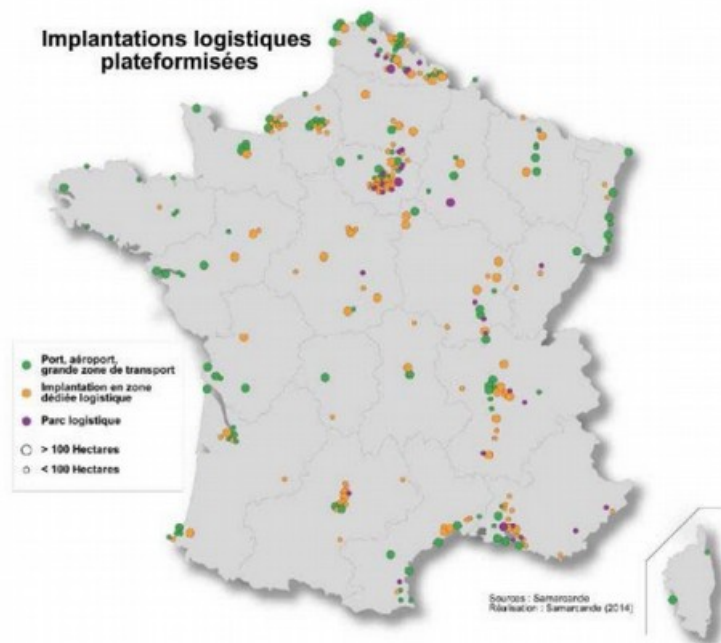 Implantations logistiques
plateformisées
Port, aéroport,
grande zone de transport
Implantation en zone
dédiée logistique
Parc logistique
> 100 Hectares
< 100 Hectares
Sources : Samarcande
Réalisation : Samarcande (2014)